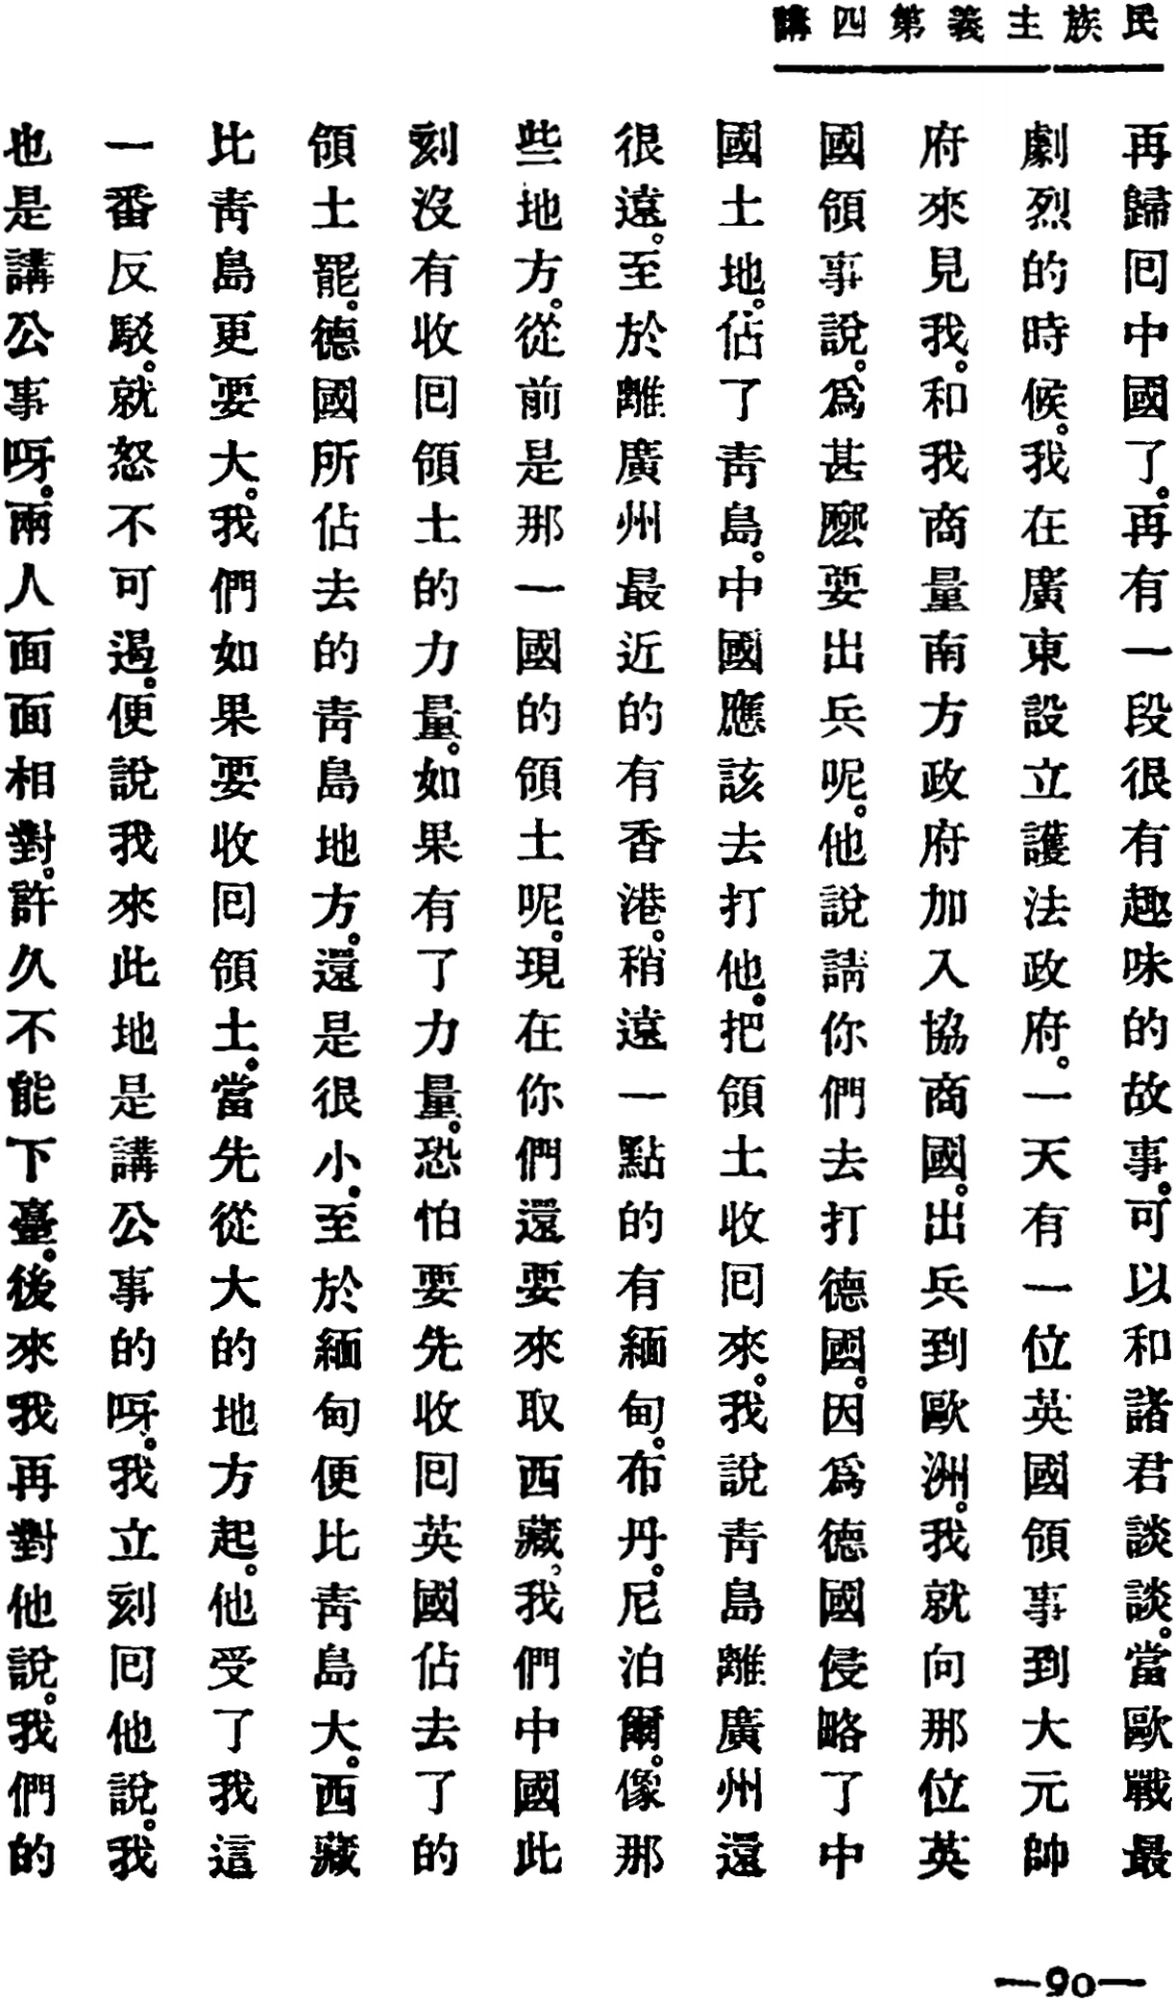 民族主義第四講
再歸囘中國了。再有一段很有趣味的故事。可以和諸君談談。當歐戰最
劇烈的時候。我在廣東設立護法政府。一天有一位英國領事到大元帥
府來見我。和我商量南方政府加入協商國。出兵到歐洲。我就向那位英
國領事說。爲甚麽要出兵呢。他說請你們去打德國。因爲德國侵略了中
國土地。佔了靑島。中國應該去打他。把領土收囘來。我說靑島離廣州還
很遠。至於離廣州最近的有香港。稍遠一點的有緬甸。布丹。尼泊爾。像那
些地方。從前是那一國的領土呢。現在你們還要來取西藏、我們中國此
刻沒有收囘領土的力量。如果有了力量。恐怕要先收囘英國佔去了的
領土罷。德國所佔去的靑島地方。還是很小。至於緬甸便比靑島大。西藏
比靑島更要大。我們如果要收囘領土。當先從大的地方起。他受了我這
一番反駁。就怒不可遏。便說我來此地是講公事的呀。我立刻囘他說。我
也是講公事呀。兩人面面相對。許久不能下臺。後來我再對他說。我們的
—90—